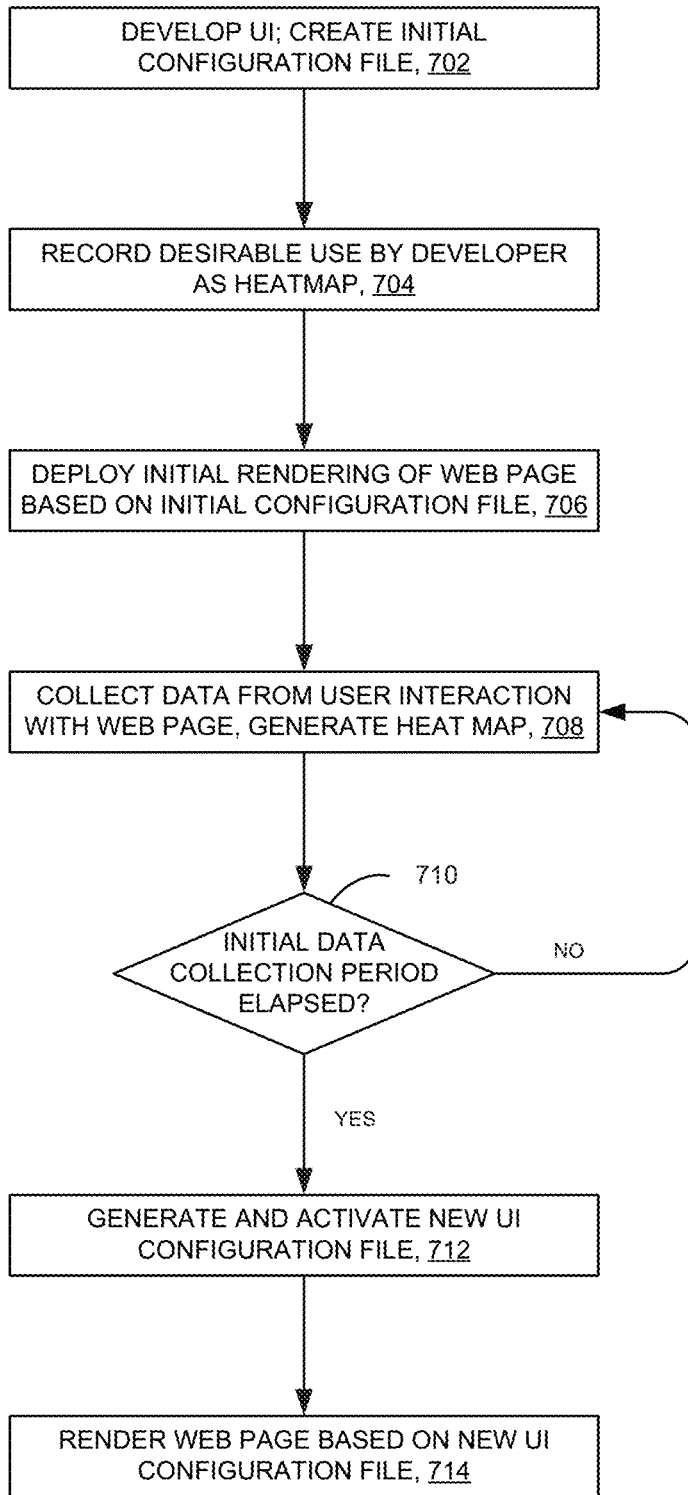 DEVELOP UI; CREATE INITIAL
CONFIGURATION FILE, 702
RECORD DESIRABLE USE BY DEVELOPER
AS HEATMAP, 704
DEPLOY INITIAL RENDERING OF WEB PAGE
BASED ON INITIAL CONFIGURATION FILE, 706
COLLECT DATA FROM USER INTERACTION
WITH WEB PAGE, GENERATE HEAT MAP, 708
710
INITIAL DATA
COLLECTION PERIOD
ELAPSED?
NO
YES
GENERATE AND ACTIVATE NEW UI
CONFIGURATION FILE, 712
RENDER WEB PAGE BASED ON NEW UI
CONFIGURATION FILE, 714